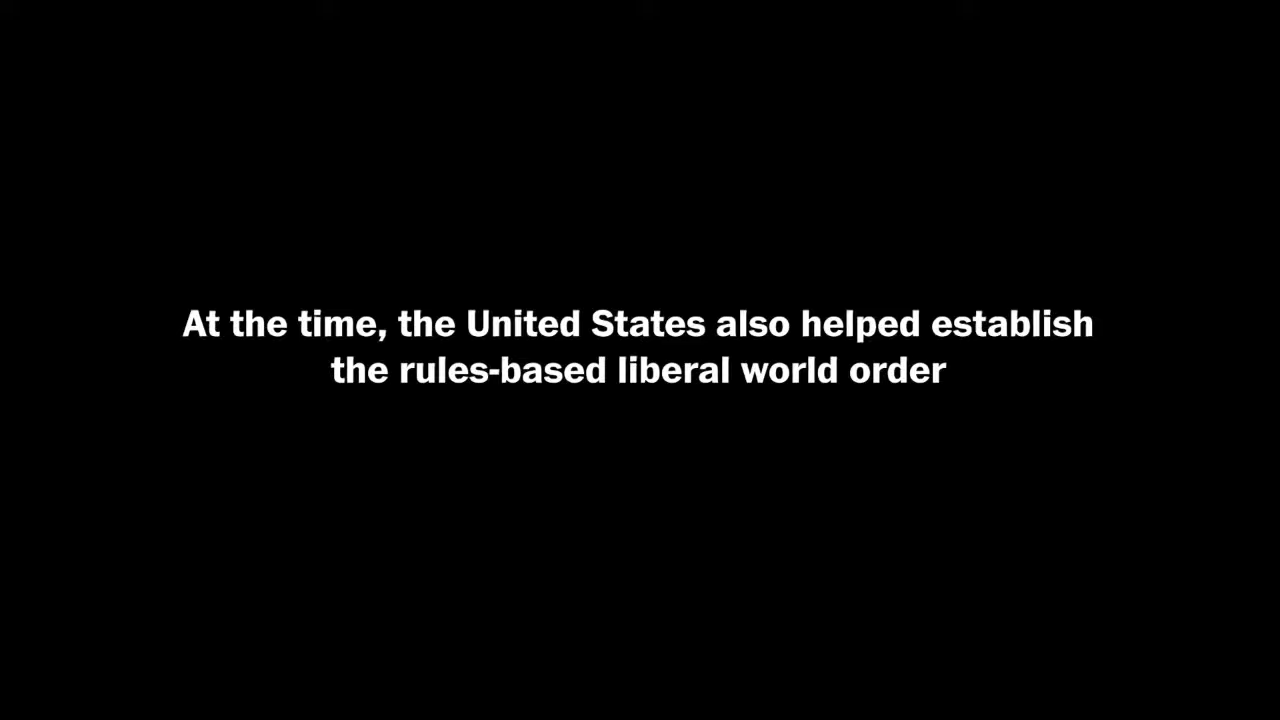 At the time, the United States also helped establish
the rules-based liberal world order